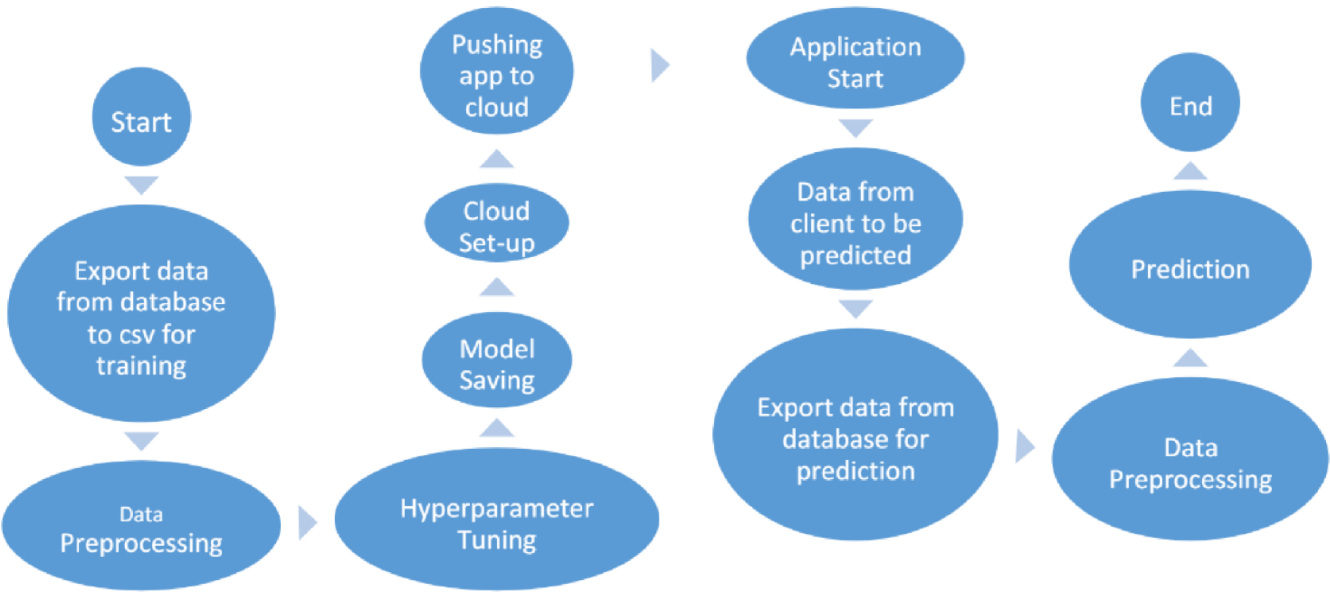 Start
Export data
from database
to csv for
training
Data
Preprocessing
Hyperparameter
Tuning
Model
Saving
Cloud
Set-up
Pushing
app to
cloud
Application
Start
Data from
client to be
predicted
Export data from
database for
prediction
Data
Preprocessing
Prediction
End